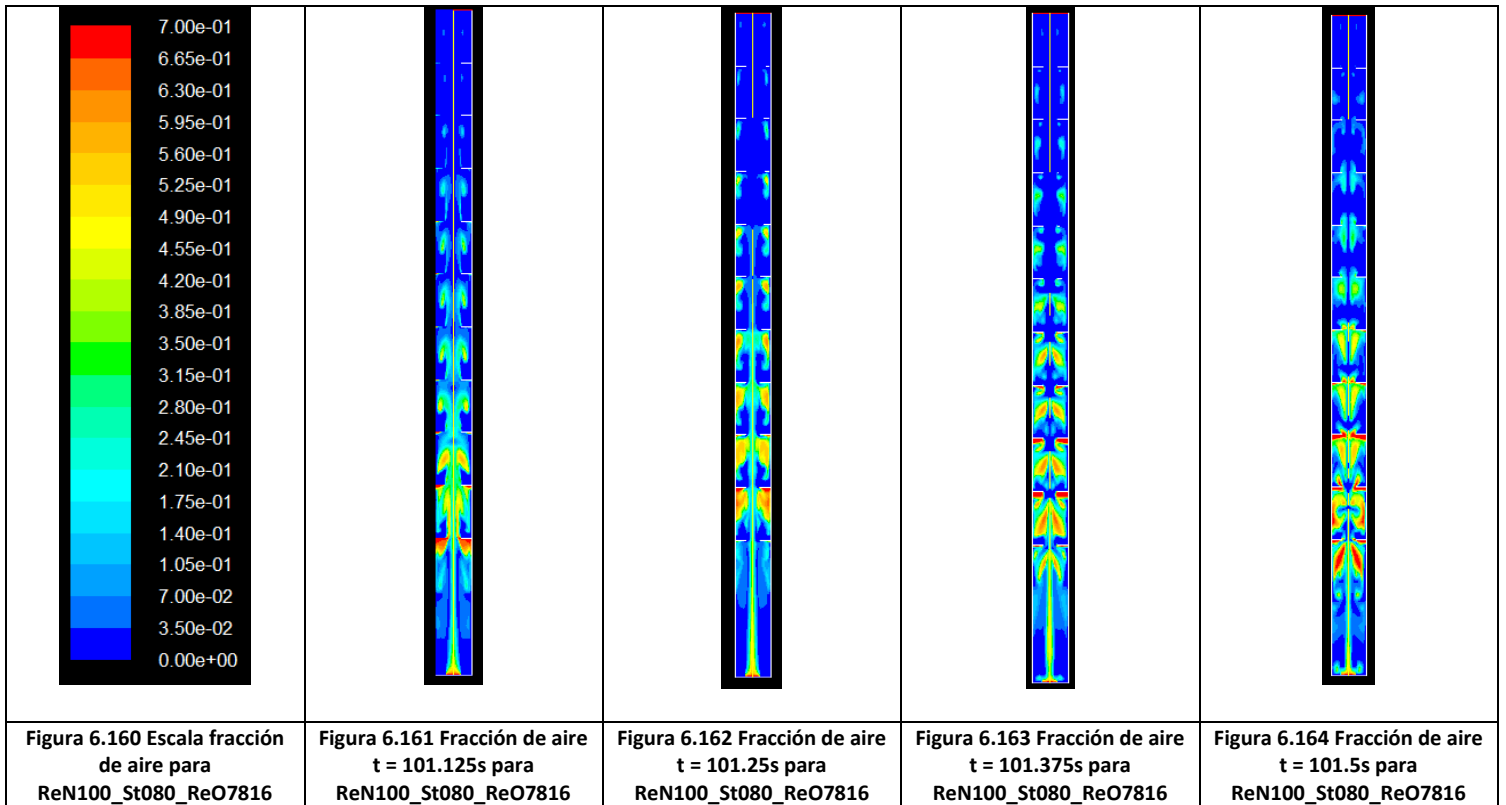 7.00e-01
6.65e-01
6.30e-01
5.95e-01
5.60e-01
5.25e-01
4.90e-01
4.55e-01
4.20e-01
3.85e-01
3.50e-01
3.15e-01
2.80e-01
2.45e-01
2.10e-01
1.75e-01
1.40e-01
1.05e-01
7.00e-02
3.50e-02
0.00e+00
Figura 6.160 Escala fracción
de aire para
ReN100_St080_ReO7816
Figura 6.161 Fracción de aire
t = 101.125s para
ReN100_St080_ReO7816
Figura 6.162 Fracción de aire
t = 101.25s para
ReN100_St080_ReO7816
Figura 6.163 Fracción de aire
t = 101.375s para
ReN100_St080_ReO7816
Figura 6.164 Fracción de aire
t = 101.5s para
ReN100_St080_ReO7816